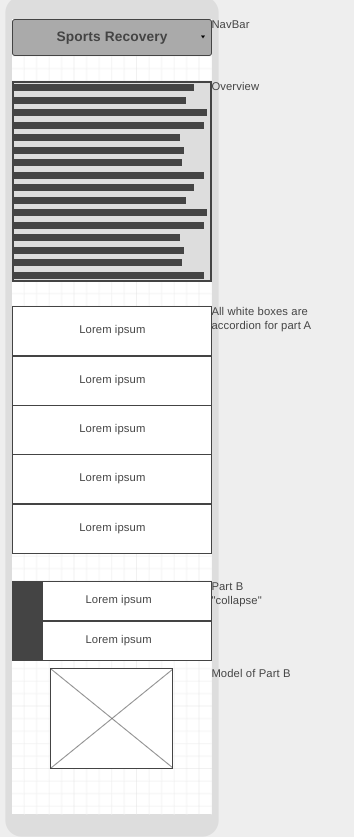 Sports Recovery
NavBar
Overview
Lorem ipsum
All white boxes are
accordion for part A
Lorem ipsum
Lorem ipsum
Lorem ipsum
Lorem ipsum
Lorem ipsum
Part B
"collapse"
Lorem ipsum
Model of Part B